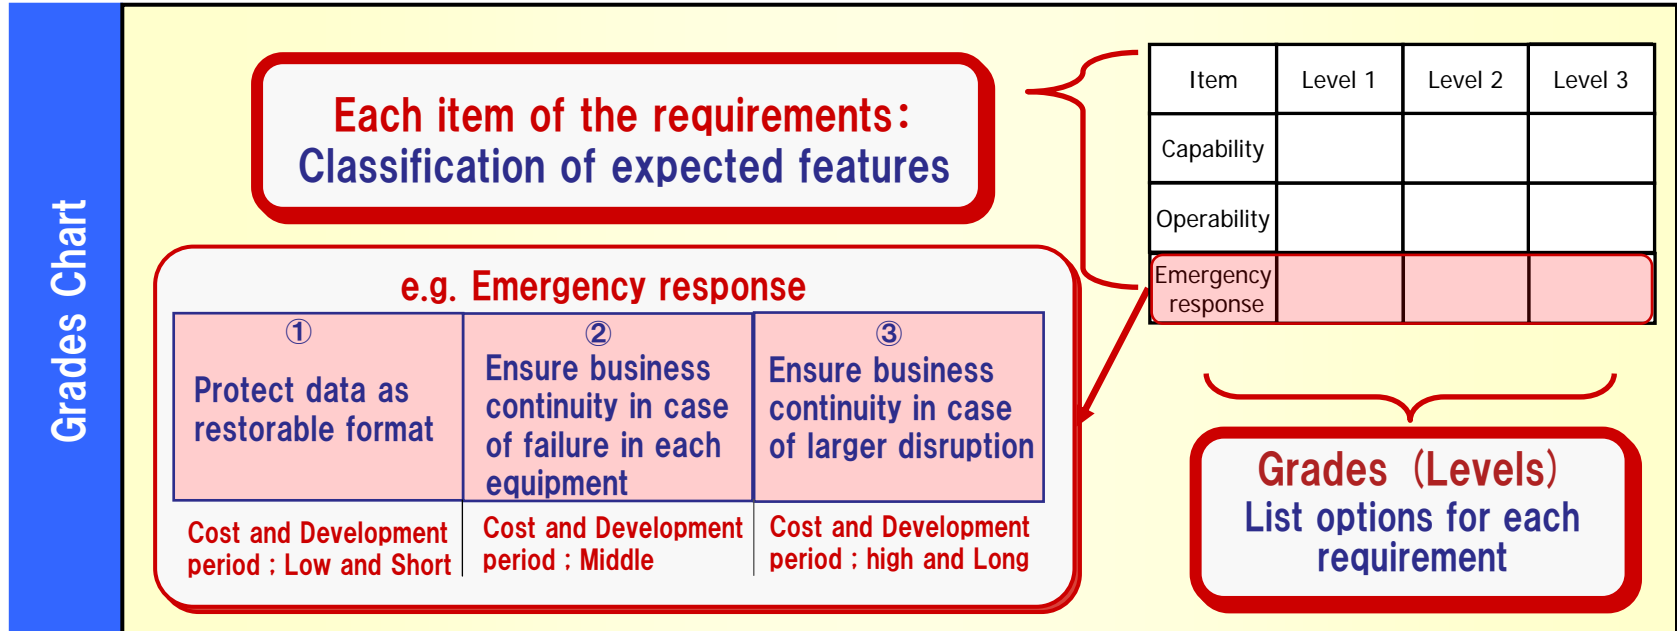 Grades Chart
Each item of the requirements:
Classification of expected features
Item Level 1 Level 2 Level 3
Capability
Operability
Emergency
response
e.g. Emergency response
①
Protect data as
restorable format
②
Ensure business
continuity in case
of failure in each
equipment
③
Ensure business
continuity in case
of larger disruption
Cost and Development
period : Low and Short
Cost and Development
period : Middle
Cost and Development
period : high and Long
Grades (Levels)
List options for each
requirement